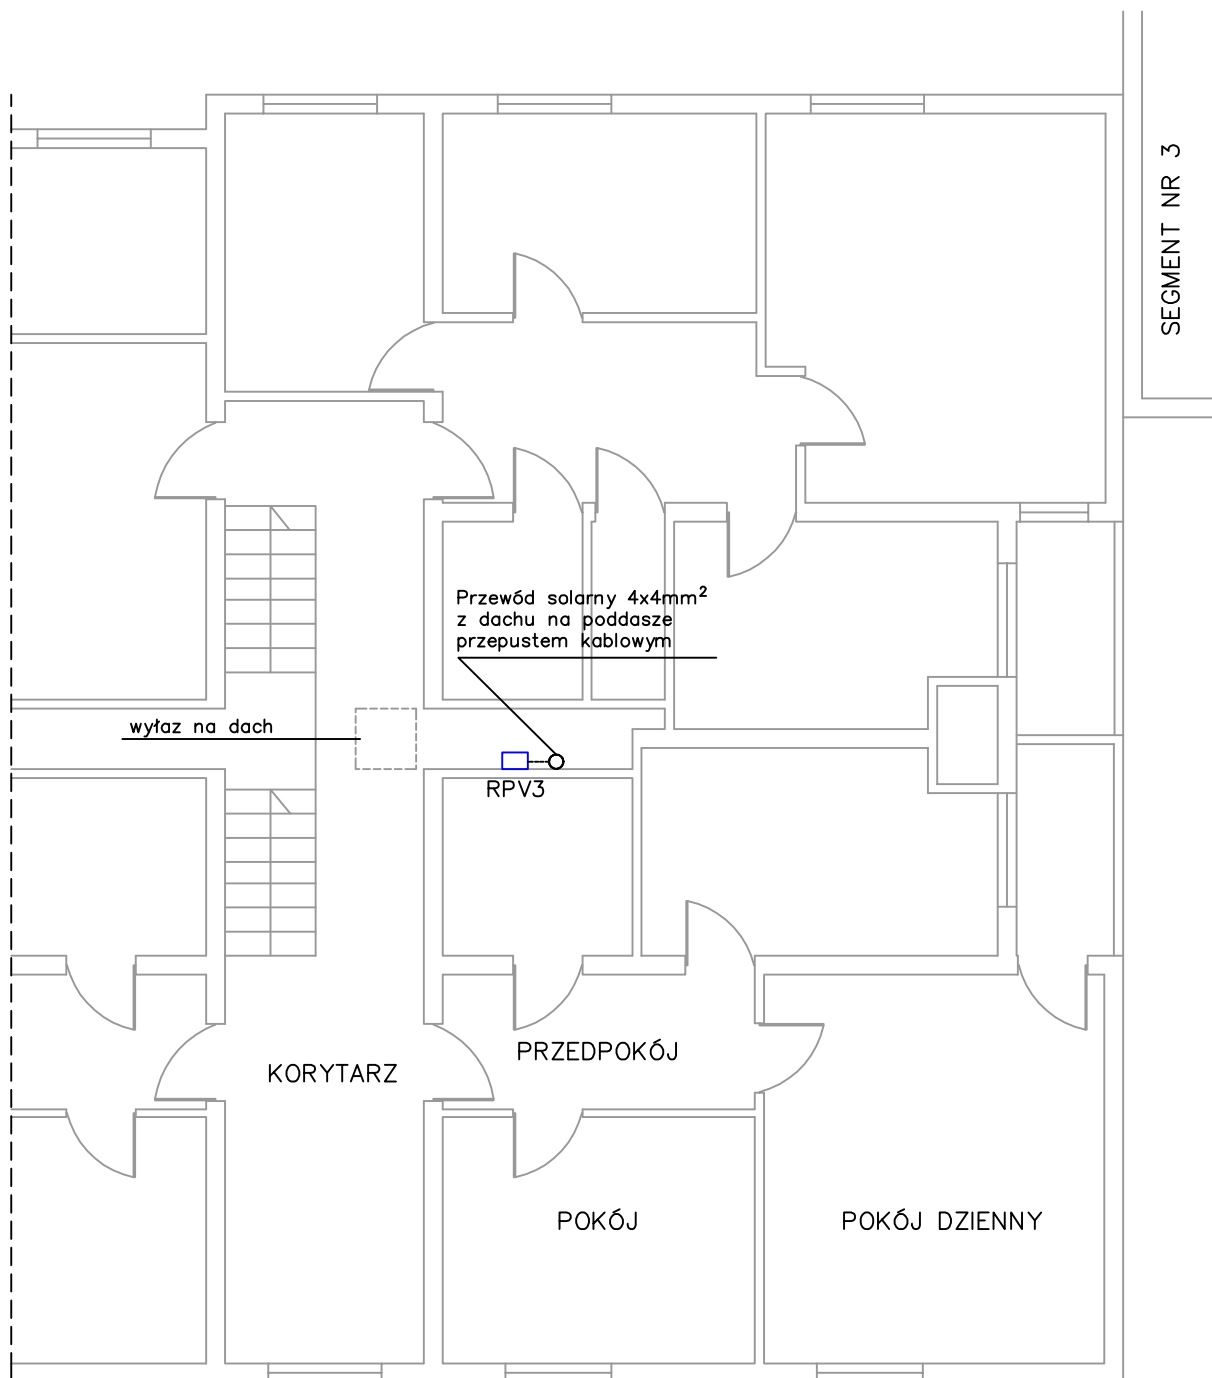 SEGMENT NR 3
Przewód solarny 4x4mm²
z dachu na poddasze
przepustem kablowym
wyłaz na dach
RPV3
PRZEDPOKÓJ
KORYTARZ
POKÓJ
POKÓJ DZIENNY